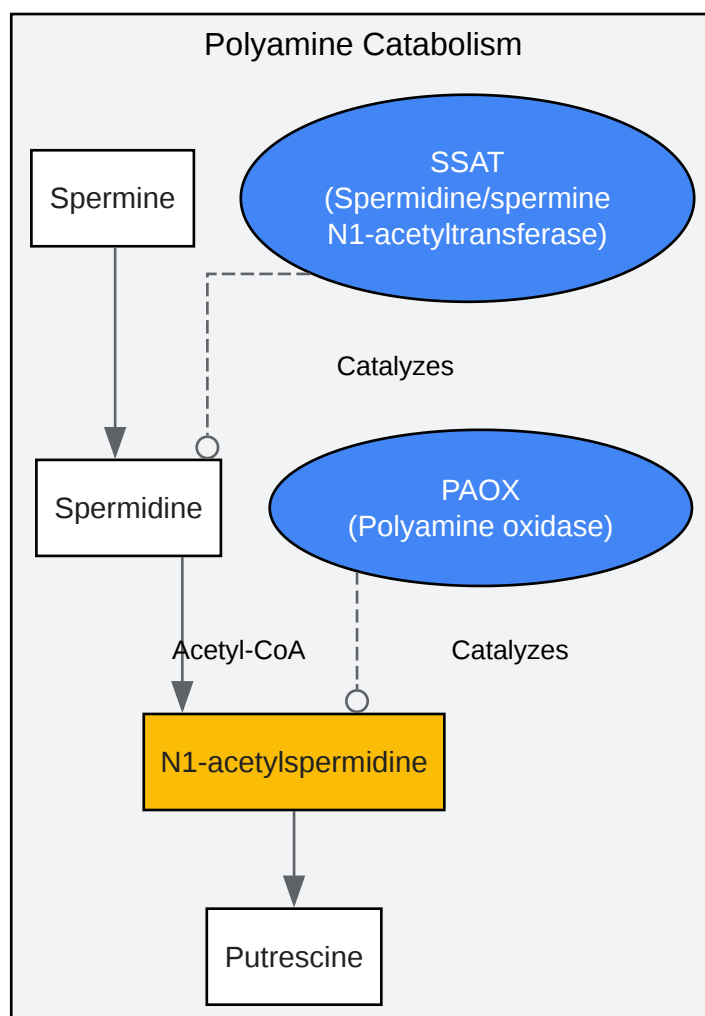 Polyamine Catabolism
SSAT
(Spermidine/spermine
N1-acetyltransferase)
Spermine
Catalyzes
PAOX
(Polyamine oxidase)
Spermidine
Acetyl-CoA
Catalyzes
N1-acetylspermidine
Putrescine